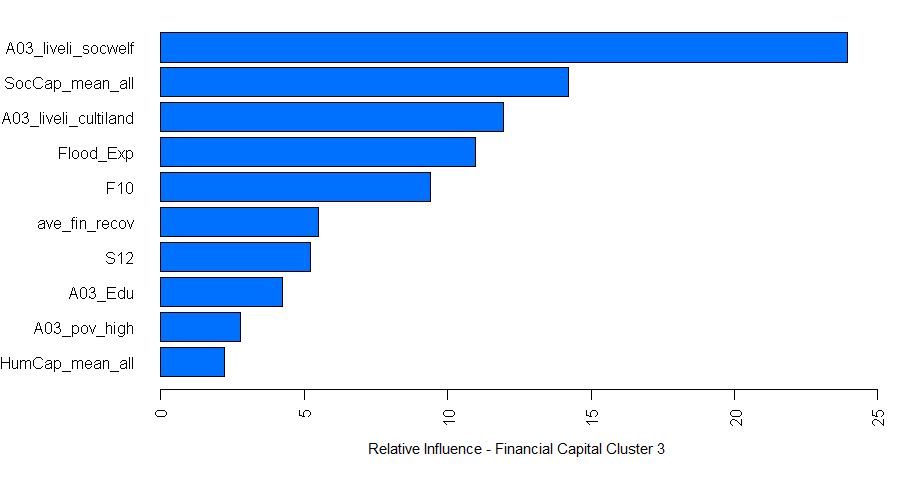 A03_liveli_socwelf
SocCap_mean_all
A03_liveli_cultiland
Flood_Exp
F10
ave_fin_recov
S12
A03_Edu
A03_pov_high
HumCap_mean_all
0 5 10 15 20 25
Relative Influence - Financial Capital Cluster 3